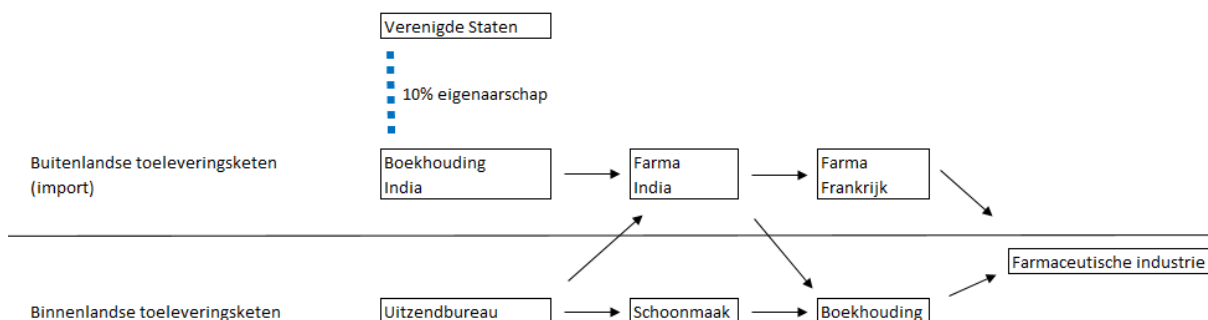 Verenigde Staten
10% eigenaarschap
Buitenlandse toeleveringsketen
(import)
Boekhouding
India
Farma
India
Farma
Frankrijk
Farmaceutische industrie
Binnenlandse toeleveringsketen
Uitzendbureau
Schoonmaak
Boekhouding